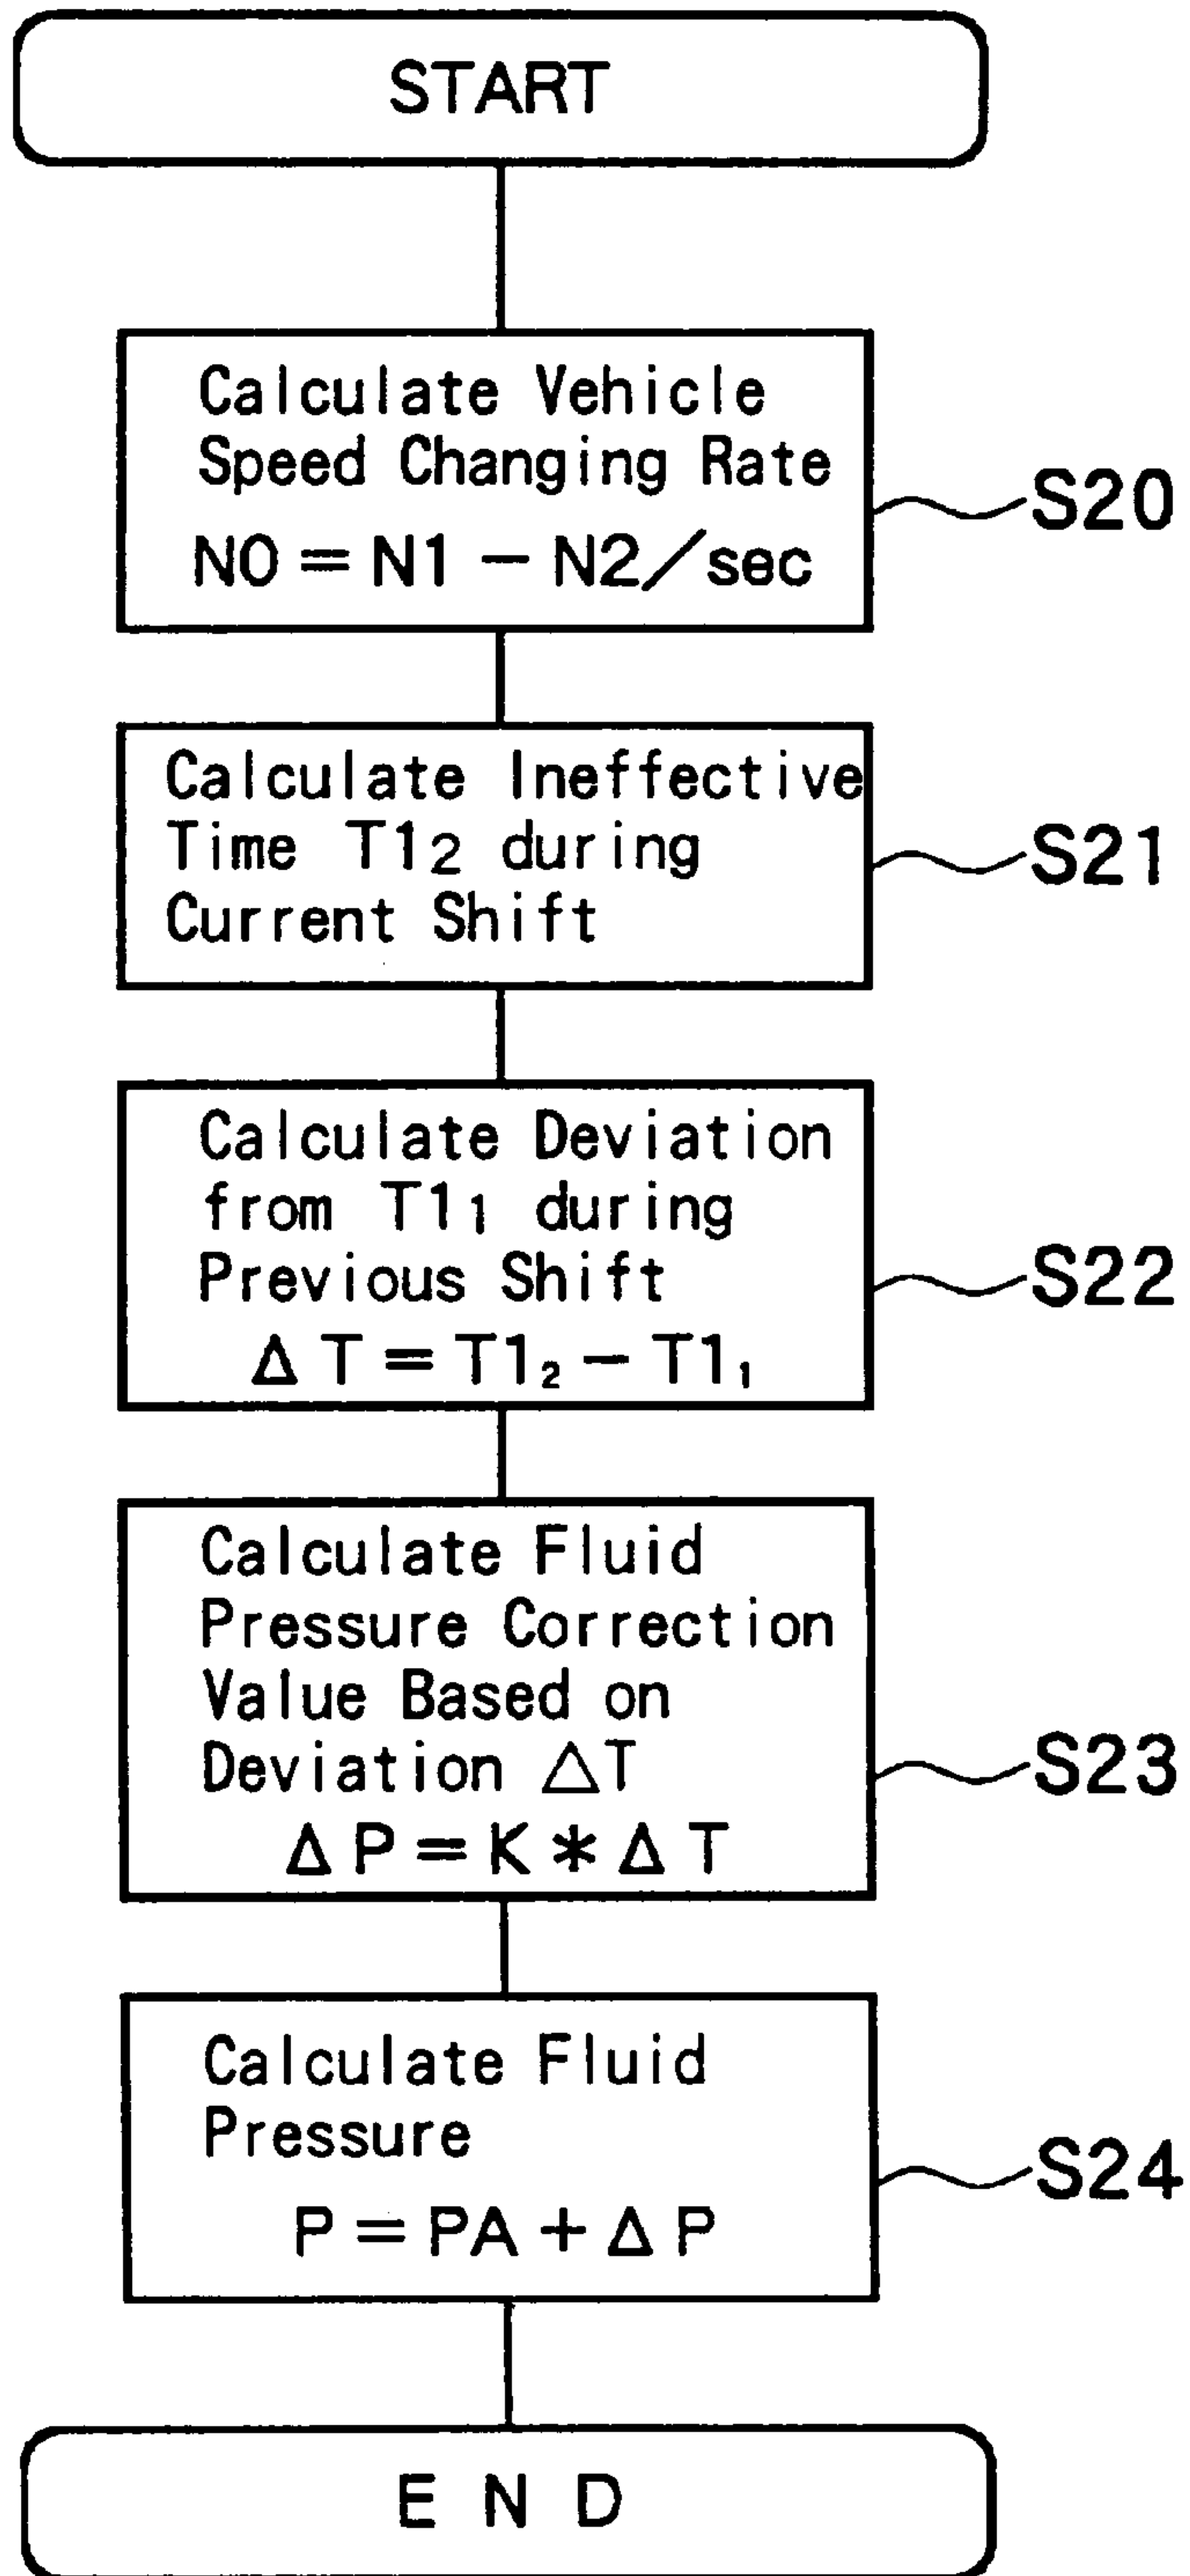 START
Calculate Vehicle
Speed Changing Rate
NO = N1 - N2/sec
S20
Calculate Ineffective
Time T1₂ during
Current Shift
S21
Calculate Deviation
from T1₁ during
Previous Shift
ΔT = T1₂ - T1₁
S22
Calculate Fluid
Pressure Correction
Value Based on
Deviation △T
ΔP = K * ΔT
S23
Calculate Fluid
Pressure
P = PA + ΔP
S24
END